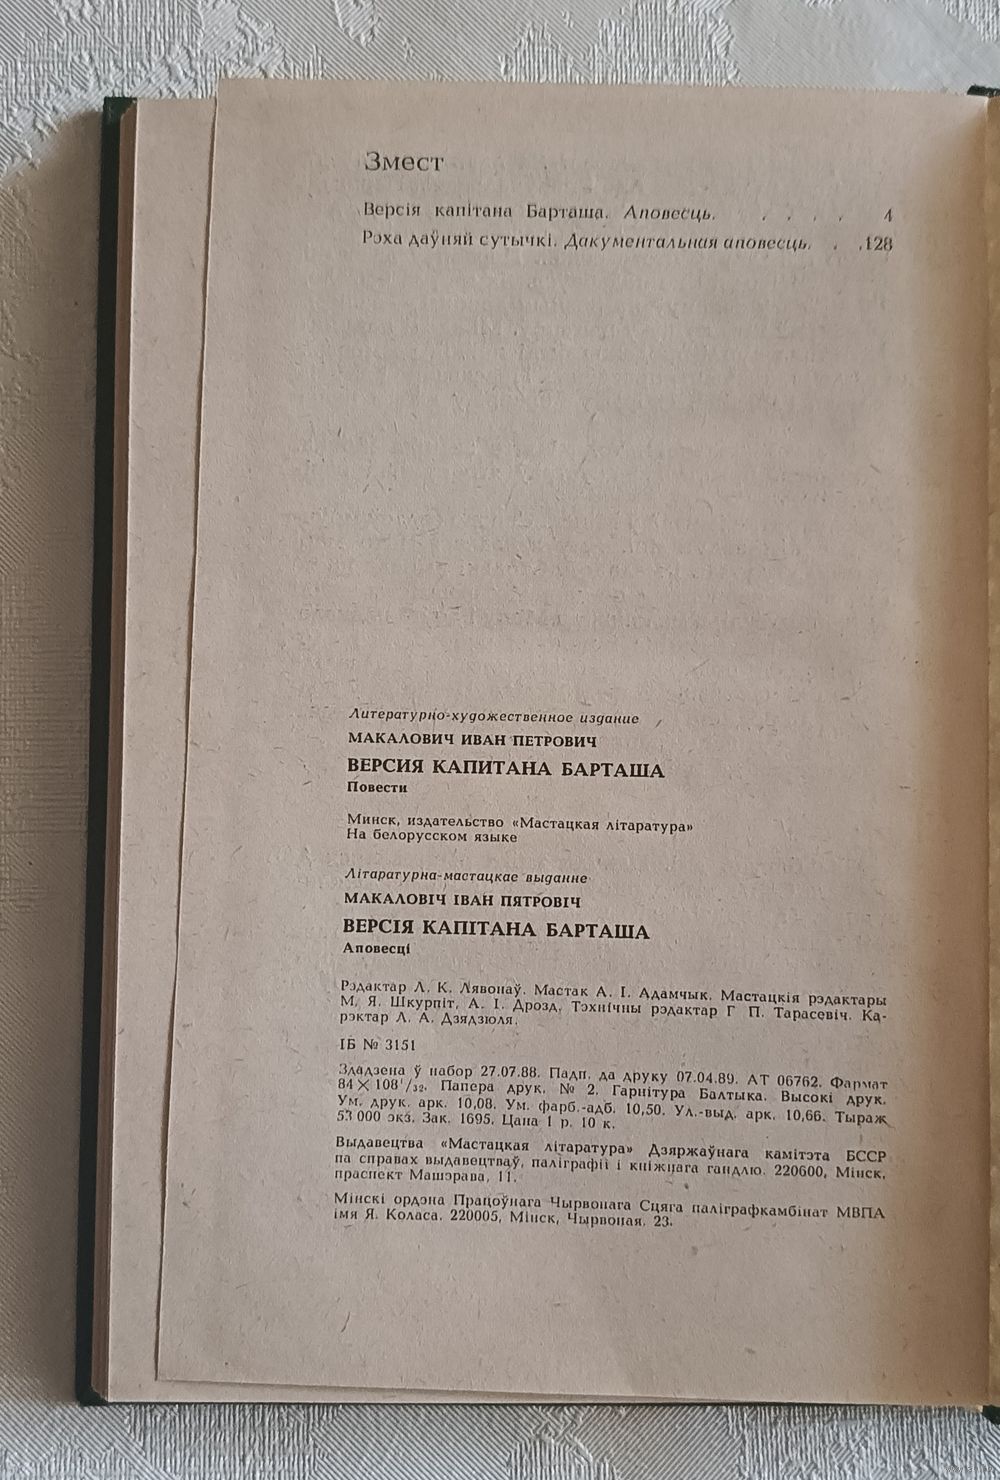 Змест
Версія капітана Барташа. Аповесць. . . . . 4
Рэха даўняй сутычкі. Дакументальная аповесць. . .128
Литературно-художественное издание
МАКАЛОВИЧ ИВАН ПЕТРОВИЧ
ВЕРСИЯ КАПИТАНА БАРТАША
Повести
Минск, издательство «Мастацкая літаратура»
На белорусском языке
Літаратурна-мастацкае выданне
МАКАЛОВІЧ ІВАН ПЯТРОВІЧ
ВЕРСІЯ КАПІТАНА БАРТАША
Аповесці
Рэдактар Л. К. Лявонаў. Мастак А. І. Адамчык. Мастацкія рэдактары
М. Я. Шкурпіт, А. І. Дрозд. Тэхнічны рэдактар Г П. Тарасевіч. Ка-
рэктар Л. А. Дзядзюля.
ІБ № 3151
Здадзена ў набор 27.07.88. Падп. да друку 07.04.89. АТ 06762. Фармат
84×108¹/₃₂. Папера друк. № 2. Гарнітура Балтыка. Высокі друк.
Ум. друк. арк. 10,08. Ум. фарб.-адб. 10,50. Ул.-выд. арк. 10,66. Тыраж
53 000 экз. Зак. 1695. Цана 1 р. 10 к.
Выдавецтва «Мастацкая літаратура» Дзяржаўнага камітэта БССР
па справах выдавецтваў, паліграфіі і кніжнага гандлю. 220600, Мінск,
праспект Машэрава, 11.
Мінскі ордэна Працоўнага Чырвонага Сцяга паліграфкамбінат МВПА
імя Я. Коласа. 220005, Мінск, Чырвоная, 23.